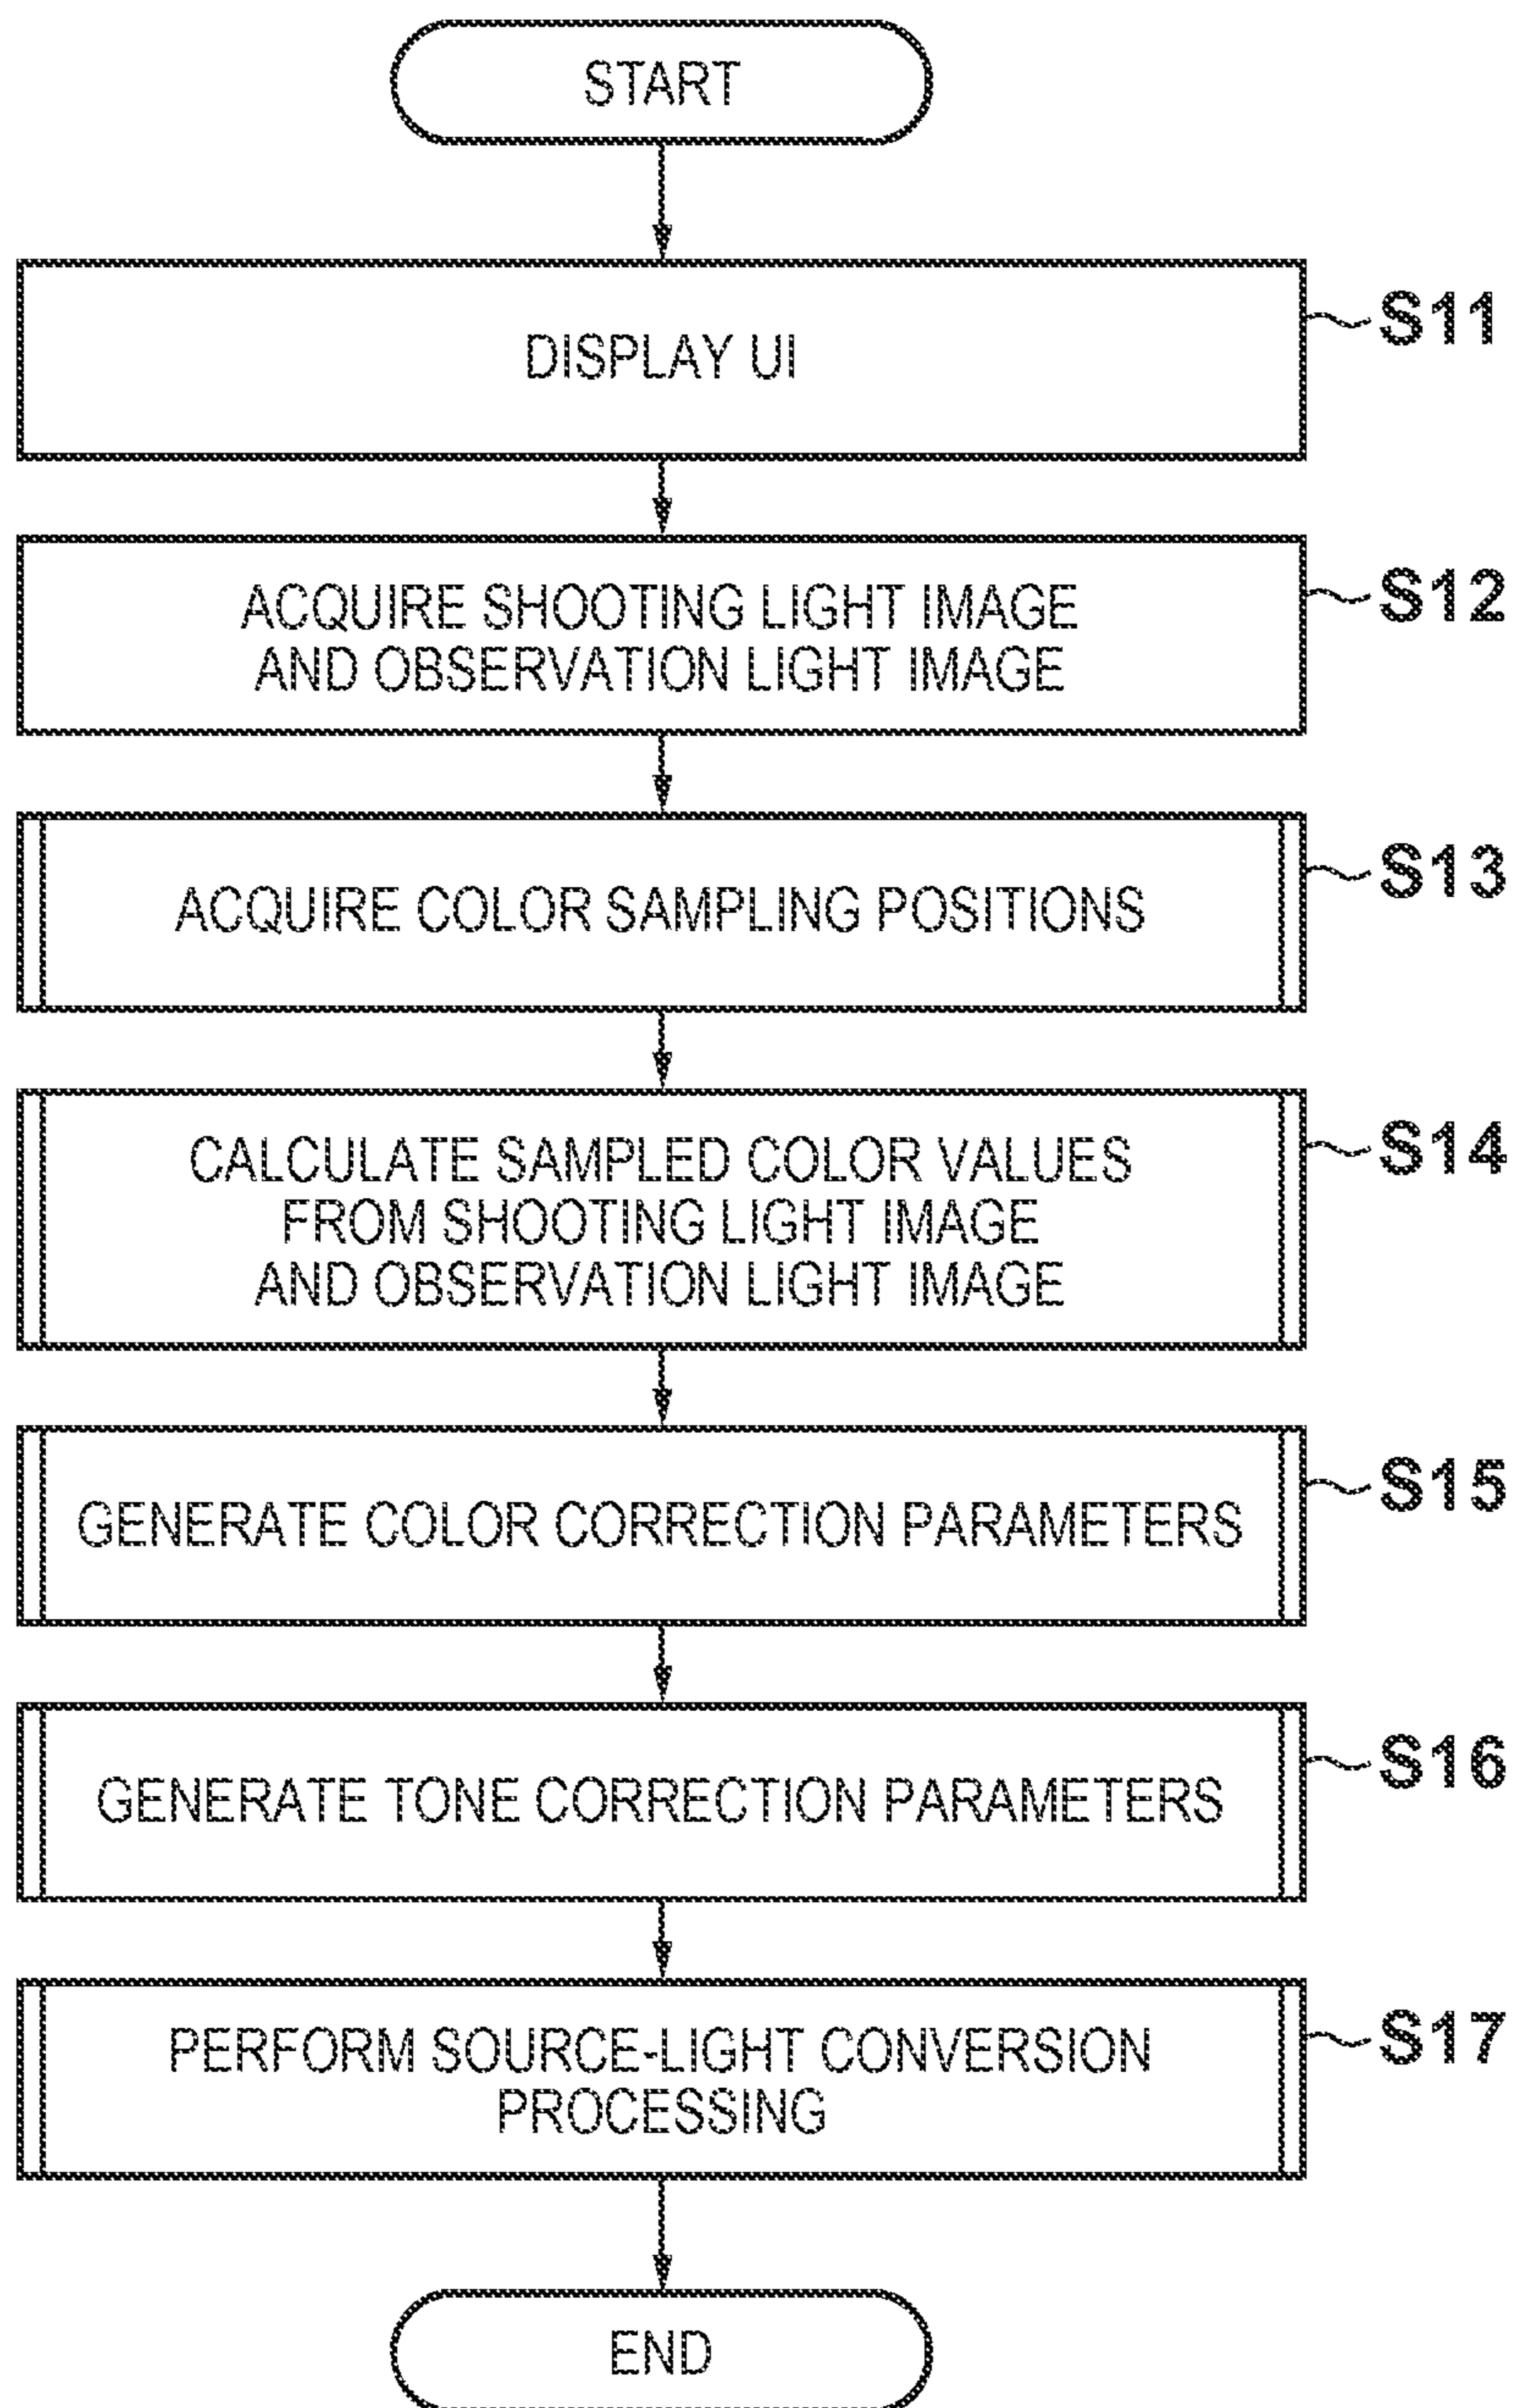 START
DISPLAY UI
S11
ACQUIRE SHOOTING LIGHT IMAGE
AND OBSERVATION LIGHT IMAGE
S12
ACQUIRE COLOR SAMPLING POSITIONS
S13
CALCULATE SAMPLED COLOR VALUES
FROM SHOOTING LIGHT IMAGE
AND OBSERVATION LIGHT IMAGE
S14
GENERATE COLOR CORRECTION PARAMETERS
S15
GENERATE TONE CORRECTION PARAMETERS
S16
PERFORM SOURCE-LIGHT CONVERSION
PROCESSING
S17
END